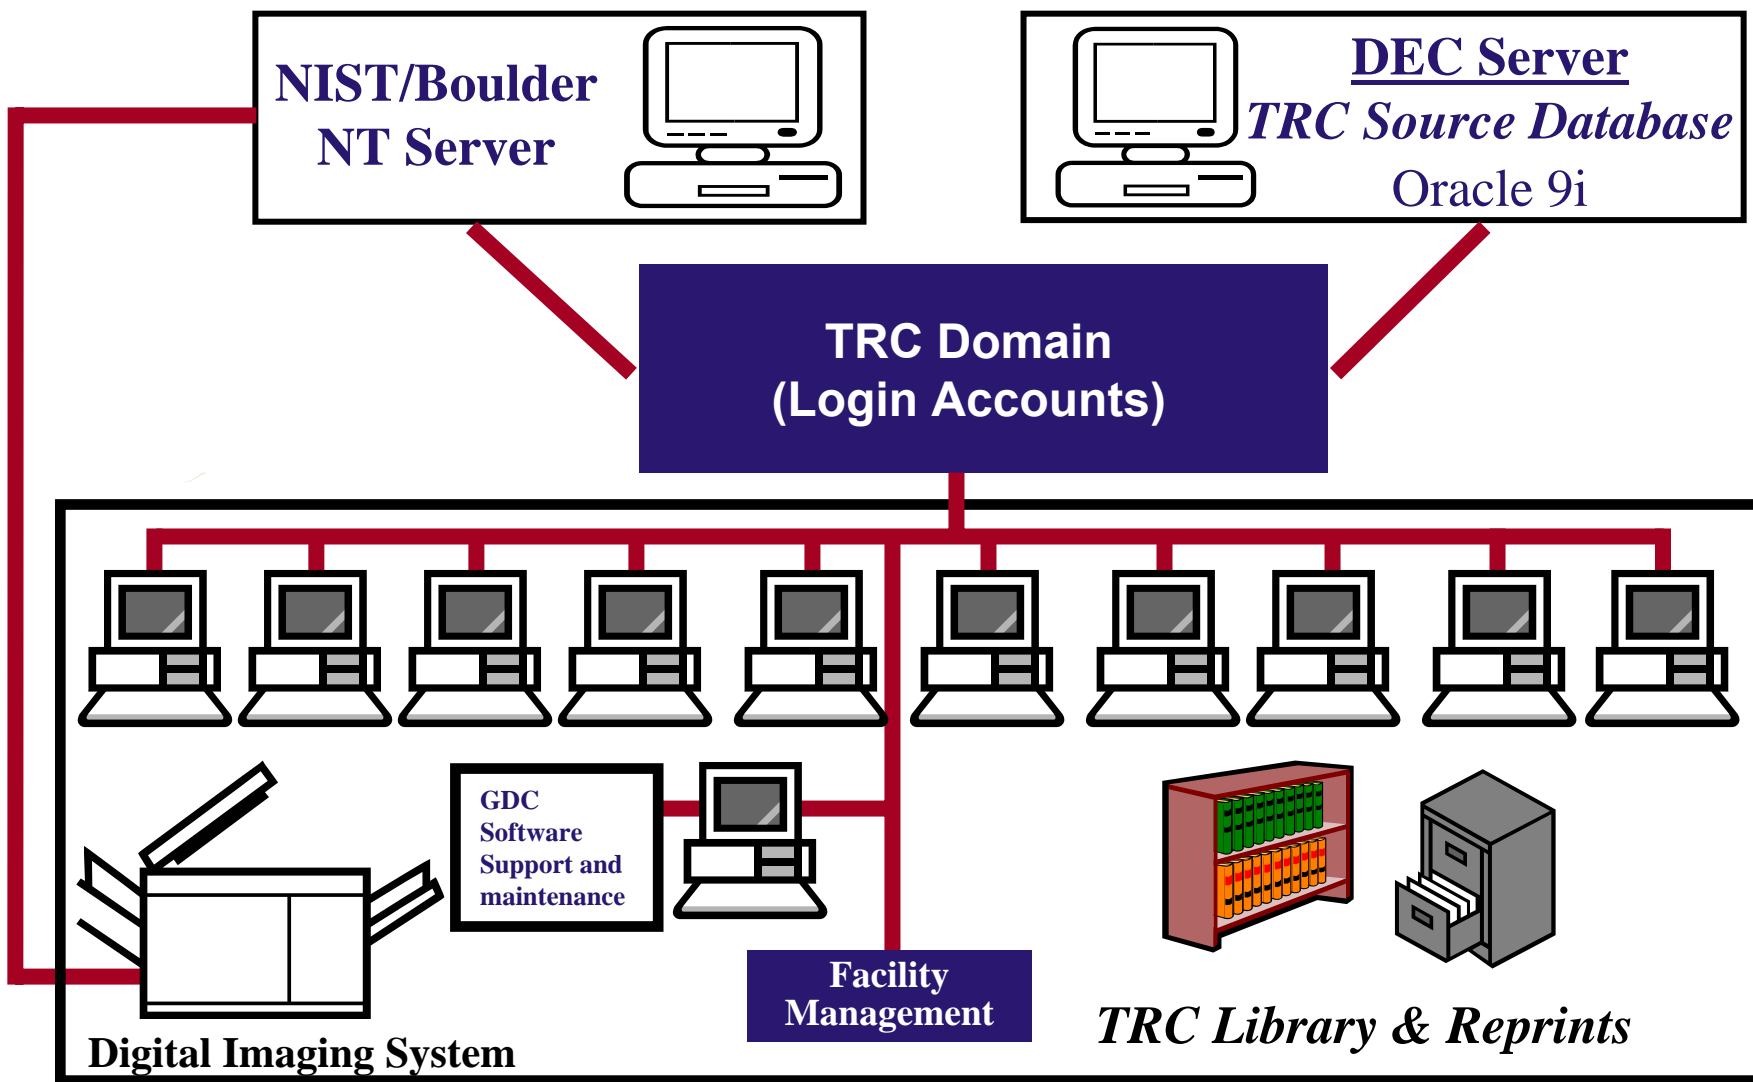 NIST/Boulder
NT Server
DEC Server
TRC Source Database
Oracle 9i
TRC Domain
(Login Accounts)
GDC
Software
Support and
maintenance
Facility
Management
TRC Library & Reprints
Digital Imaging System